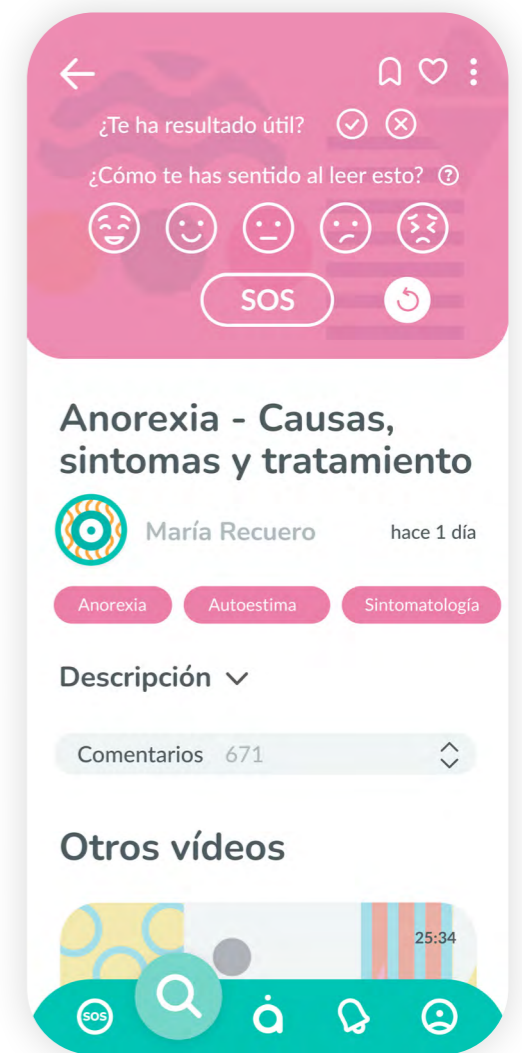 ¿Te ha resultado útil?
¿Cómo te has sentido al leer esto? ?
SOS
Anorexia - Causas,
sintomas y tratamiento
María Recuero hace 1 día
Anorexia Autoestima Sintomatología
Descripción
Comentarios 671
Otros vídeos
25:34
SOS